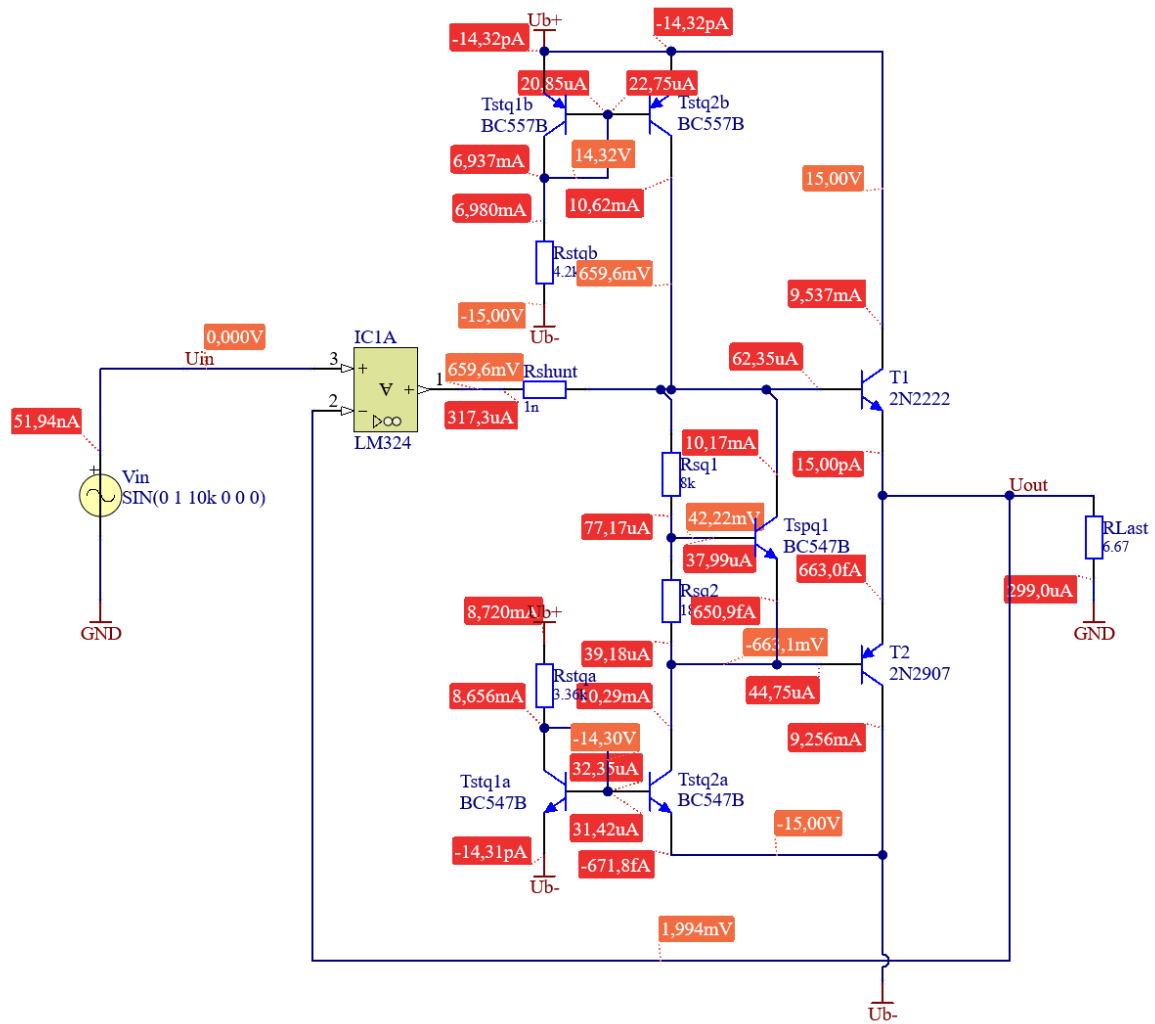 Ub+
-14,32pA
-14,32pA
20,85uA
22,75uA
Tstq1b
BC557B
Tstq2b
BC557B
14,32V
6,937mA
15,00V
10,62mA
6,980mA
Rstqb
4.2k
659,6mV
9,537mA
-15,00V
Ub-
0,000V
Uin
IC1A
3
+
A
+
1
2
-
▷∞
LM324
659,6mV
317,3uA
Rshunt
1n
62,35uA
T1
2N2222
51,94nA
+
Vin
SIN(0 1 10k 0 0 0)
GND
10,17mA
Rsq1
8k
15,00pA
Uout
77,17uA
42,22mV
Tspq1
BC547B
37,99uA
RLast
6.67
663,0fA
299,0uA
GND
Rsq2
650,9fA
8,720mA
Ub+
39,18uA
-663,1mV
T2
2N2907
44,75uA
Rstqa
3.36k
8,656mA
10,29mA
-14,30V
9,256mA
32,35uA
Tstq1a
BC547B
Tstq2a
BC547B
31,42uA
-15,00V
-14,31pA
-671,8fA
Ub-
1,994mV
Ub-